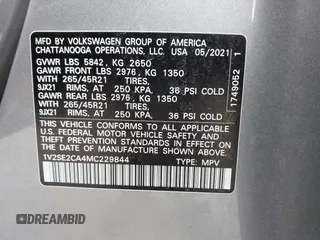 MFD BY VOLKSWAGEN GROUP OF AMERICA
CHATTANOOGA OPERATIONS, LLC. USA 05/2021
GVWR LBS 5842, KG 2650
GAWR FRONT LBS 2976, KG 1350
WITH 265/45R21 TIRES,
9JX21 RIMS, AT 250 KPA, 36 PSI COLD
GAWR REAR LBS 2976, KG 1350
WITH 265/45R21 TIRES,
9JX21 RIMS, AT 250 KPA, 36 PSI COLD
THIS VEHICLE CONFORMS TO ALL APPLICABLE
U.S. FEDERAL MOTOR VEHICLE SAFETY AND
THEFT PREVENTION STANDARDS IN EFFECT
ON THE DATE OF MANUFACTURE SHOWN ABOVE
1V2SE2CA4MC229844 TYPE: MPV
1749052 1
1DREAMBID